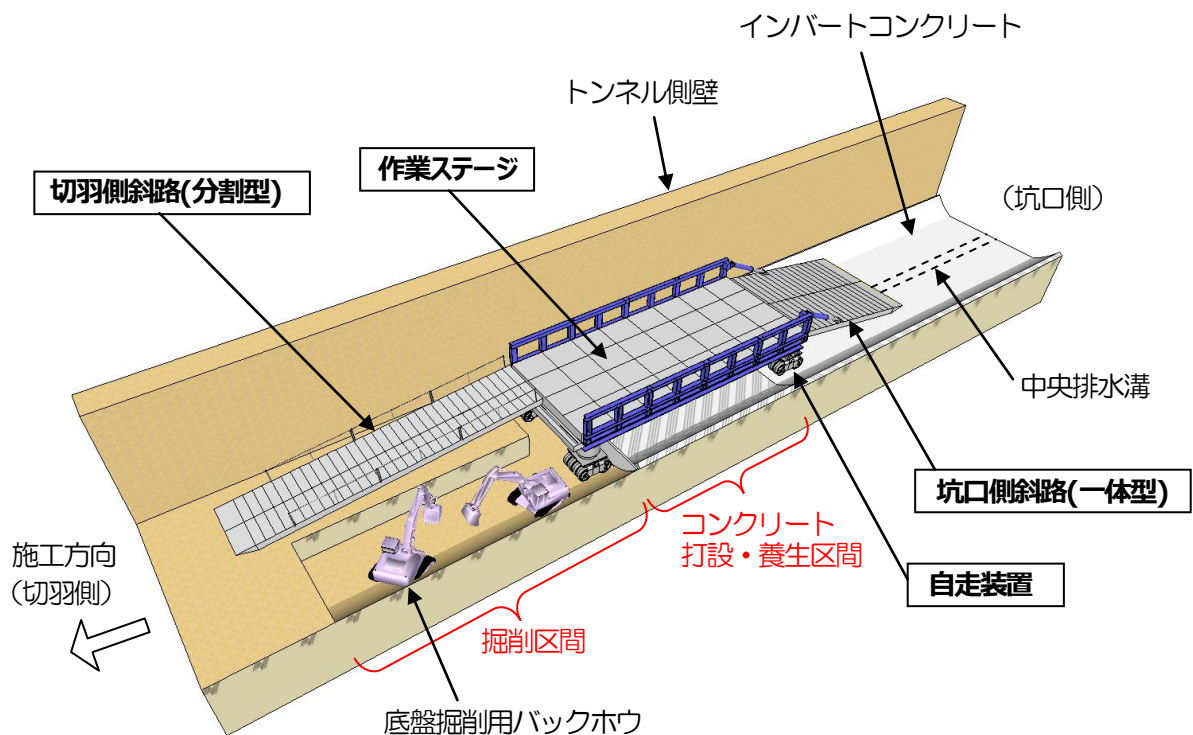 インバートコンクリート
トンネル側壁
作業ステージ
切羽側斜路(分割型)
（坑口側）
中央排水溝
坑口側斜路(一体型)
コンクリート
打設・養生区間
自走装置
施工方向
（切羽側）
掘削区間
底盤掘削用バックホウ